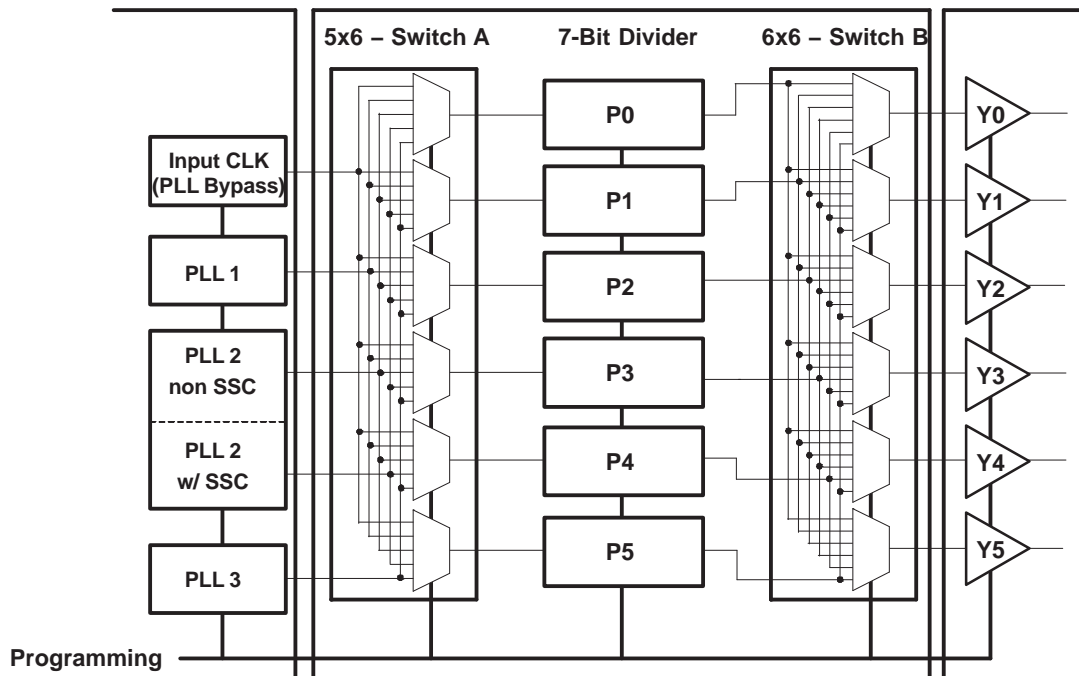 5x6 – Switch A
7-Bit Divider
6x6 – Switch B
Input CLK
(PLL Bypass)
PLL 1
PLL 2
non SSC
PLL 2
w/ SSC
PLL 3
P0
P1
P2
P3
P4
P5
Y0
Y1
Y2
Y3
Y4
Y5
Programming